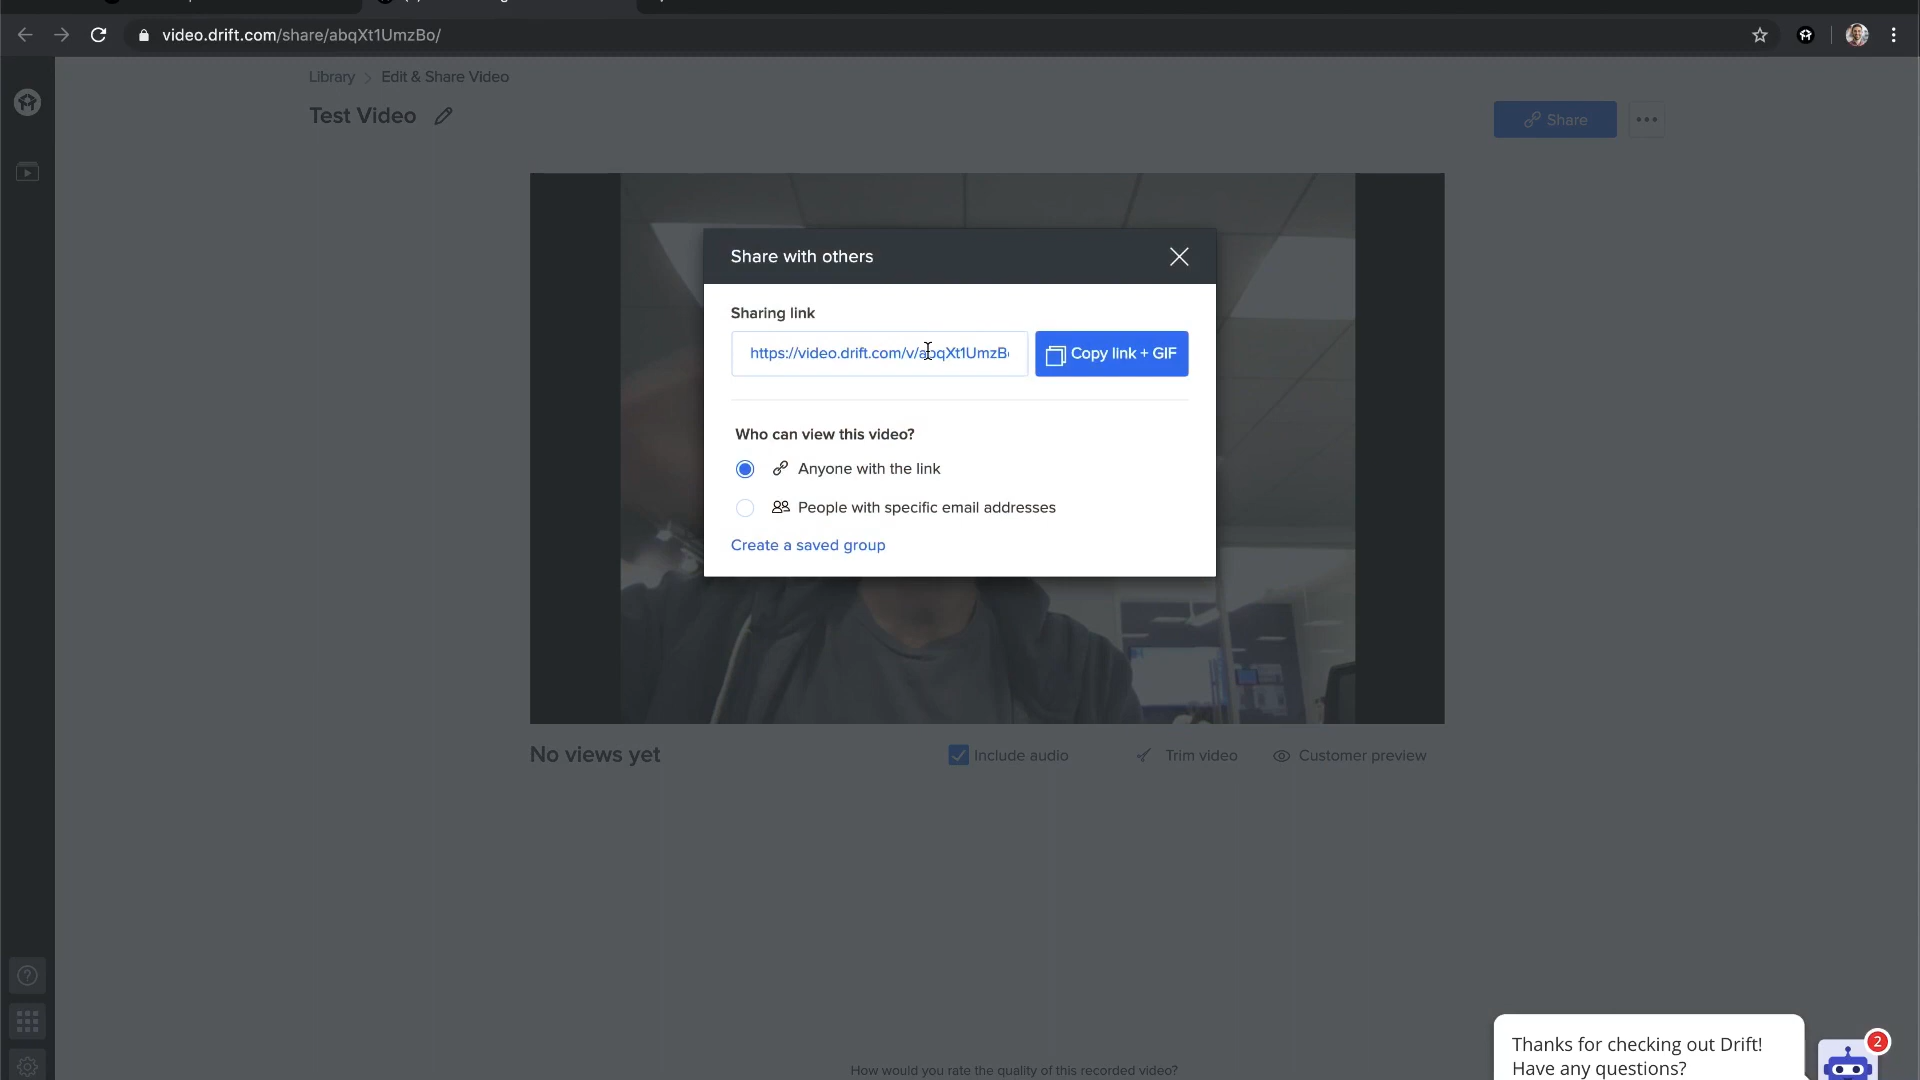 video.drift.com/share/abqXt1UmzBo/
Library > Edit & Share Video
Test Video
Share
Share with others
Sharing link
https://video.drift.com/v/abqXt1UmzB
Copy link + GIF
Who can view this video?
Anyone with the link
People with specific email addresses
Create a saved group
No views yet
Include audio
Trim video
Customer preview
How would you rate the quality of this recorded video?
Thanks for checking out Drift!
Have any questions?
2